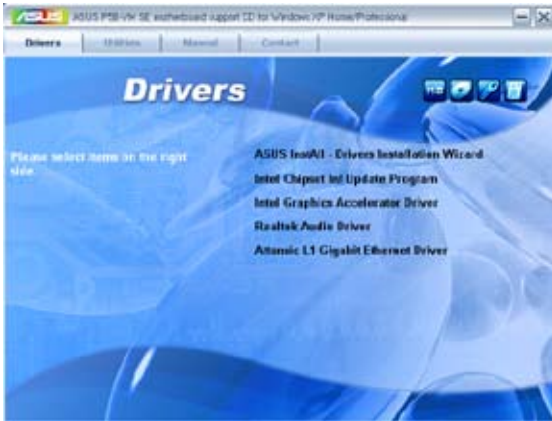 ASUS P5B-VM SE motherboard support CD for Windows XP Home/Professional
Drivers
Utilities
Manual
Contact
Drivers
Please select items on the right
side
ASUS InstAll - Drivers Installation Wizard
Intel Chipset Inf Update Program
Intel Graphics Accelerator Driver
Realtek Audio Driver
Attansic L1 Gigabit Ethernet Driver